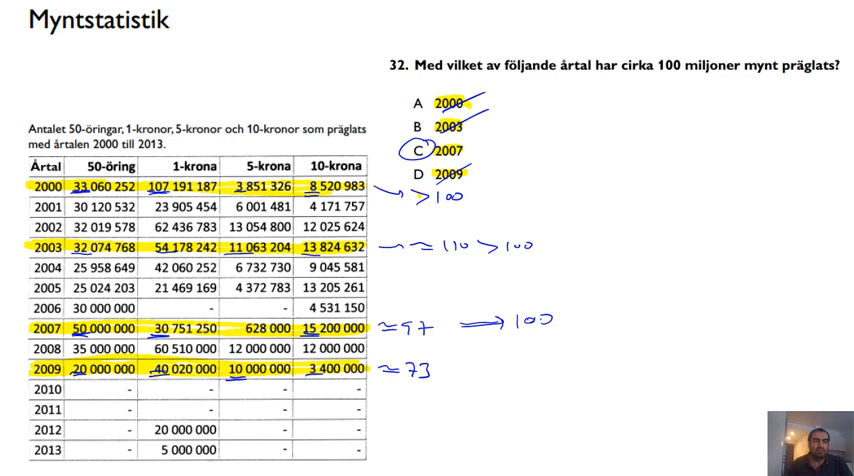 Myntstatistik
32. Med vilket av följande årtal har cirka 100 miljoner mynt präglats?
A 2000
B 2003
C 2007
D 2009
Antalet 50-öringar, 1-kronor, 5-kronor och 10-kronor som präglats
med årtalen 2000 till 2013.
Årtal 50-öring 1-krona 5-krona 10-krona
2000 33 060 252 107 191 187 3 851 326 8 520 983 > 100
2001 30 120 532 23 905 454 6 001 481 4 171 757
2002 32 019 578 62 436 783 13 054 800 12 025 624
2003 32 074 768 54 178 242 11 063 204 13 824 632 ≈ 110 > 100
2004 25 958 649 42 060 252 6 732 730 9 045 581
2005 25 024 203 21 469 169 4 372 783 13 205 261
2006 30 000 000 - - 4 531 150
2007 50 000 000 30 751 250 628 000 15 200 000 ≈ 97 ⟹ 100
2008 35 000 000 60 510 000 12 000 000 12 000 000
2009 20 000 000 40 020 000 10 000 000 3 400 000 ≈ 73
2010 - - - -
2011 - - - -
2012 - 20 000 000 - -
2013 - 5 000 000 - -